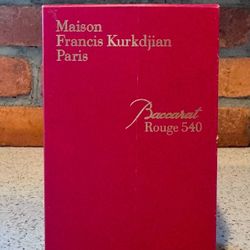 Maison
Francis Kurkdjian
Paris
Baccarat
Rouge 540